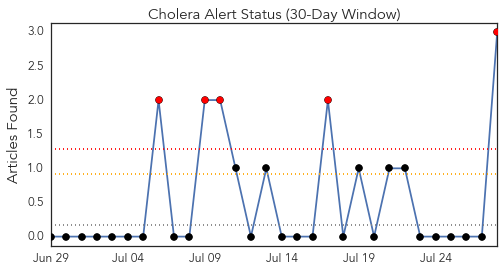 Cholera Alert Status (30-Day Window)
Articles Found
3.0
2.5
2.0
1.5
1.0
0.5
0.0
Jun 29 Jul 04 Jul 09 Jul 14 Jul 19 Jul 24